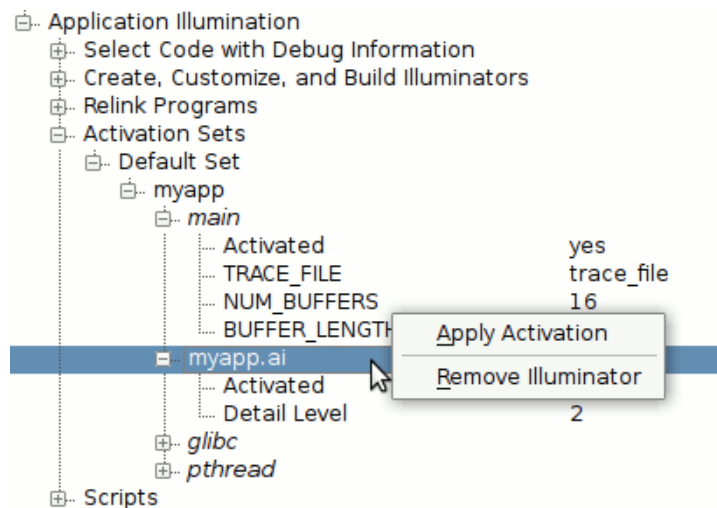 Application Illumination
Select Code with Debug Information
Create, Customize, and Build Illuminators
Relink Programs
Activation Sets
Default Set
myapp
main
Activated yes
TRACE_FILE trace_file
NUM_BUFFERS 16
BUFFER_LENGTH
Apply Activation
myapp.ai
Remove Illuminator
Activated
Detail Level 2
glibc
pthread
Scripts